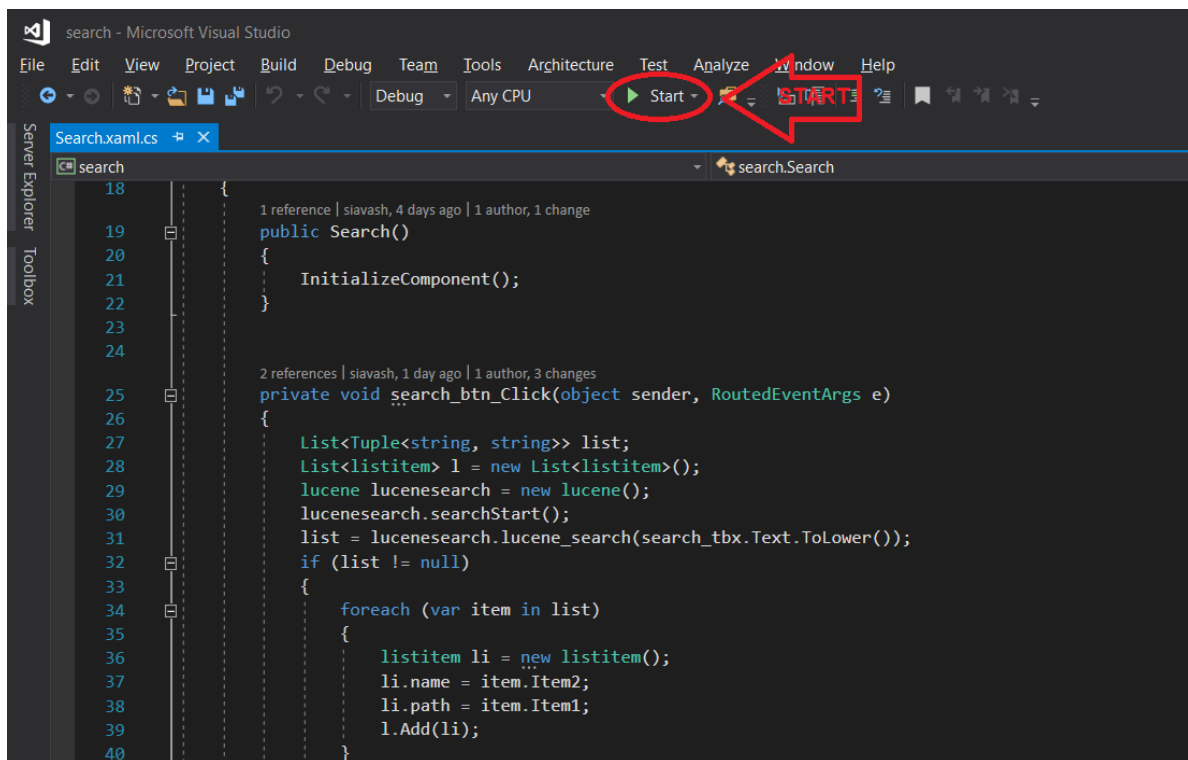 search - Microsoft Visual Studio
File Edit View Project Build Debug Team Tools Architecture Test Analyze Window Help
Debug Any CPU Start START
Search.xaml.cs
search search.Search
Server Explorer
Toolbox
18 {
1 reference | siavash, 4 days ago | 1 author, 1 change
19 public Search()
20 {
21 InitializeComponent();
22 }
23
24
2 references | siavash, 1 day ago | 1 author, 3 changes
25 private void search_btn_Click(object sender, RoutedEventArgs e)
26 {
27 List<Tuple<string, string>> list;
28 List<listitem> l = new List<listitem>();
29 lucene lucenesearch = new lucene();
30 lucenesearch.searchStart();
31 list = lucenesearch.lucene_search(search_tbx.Text.ToLower());
32 if (list != null)
33 {
34 foreach (var item in list)
35 {
36 listitem li = new listitem();
37 li.name = item.Item2;
38 li.path = item.Item1;
39 l.Add(li);
40 }